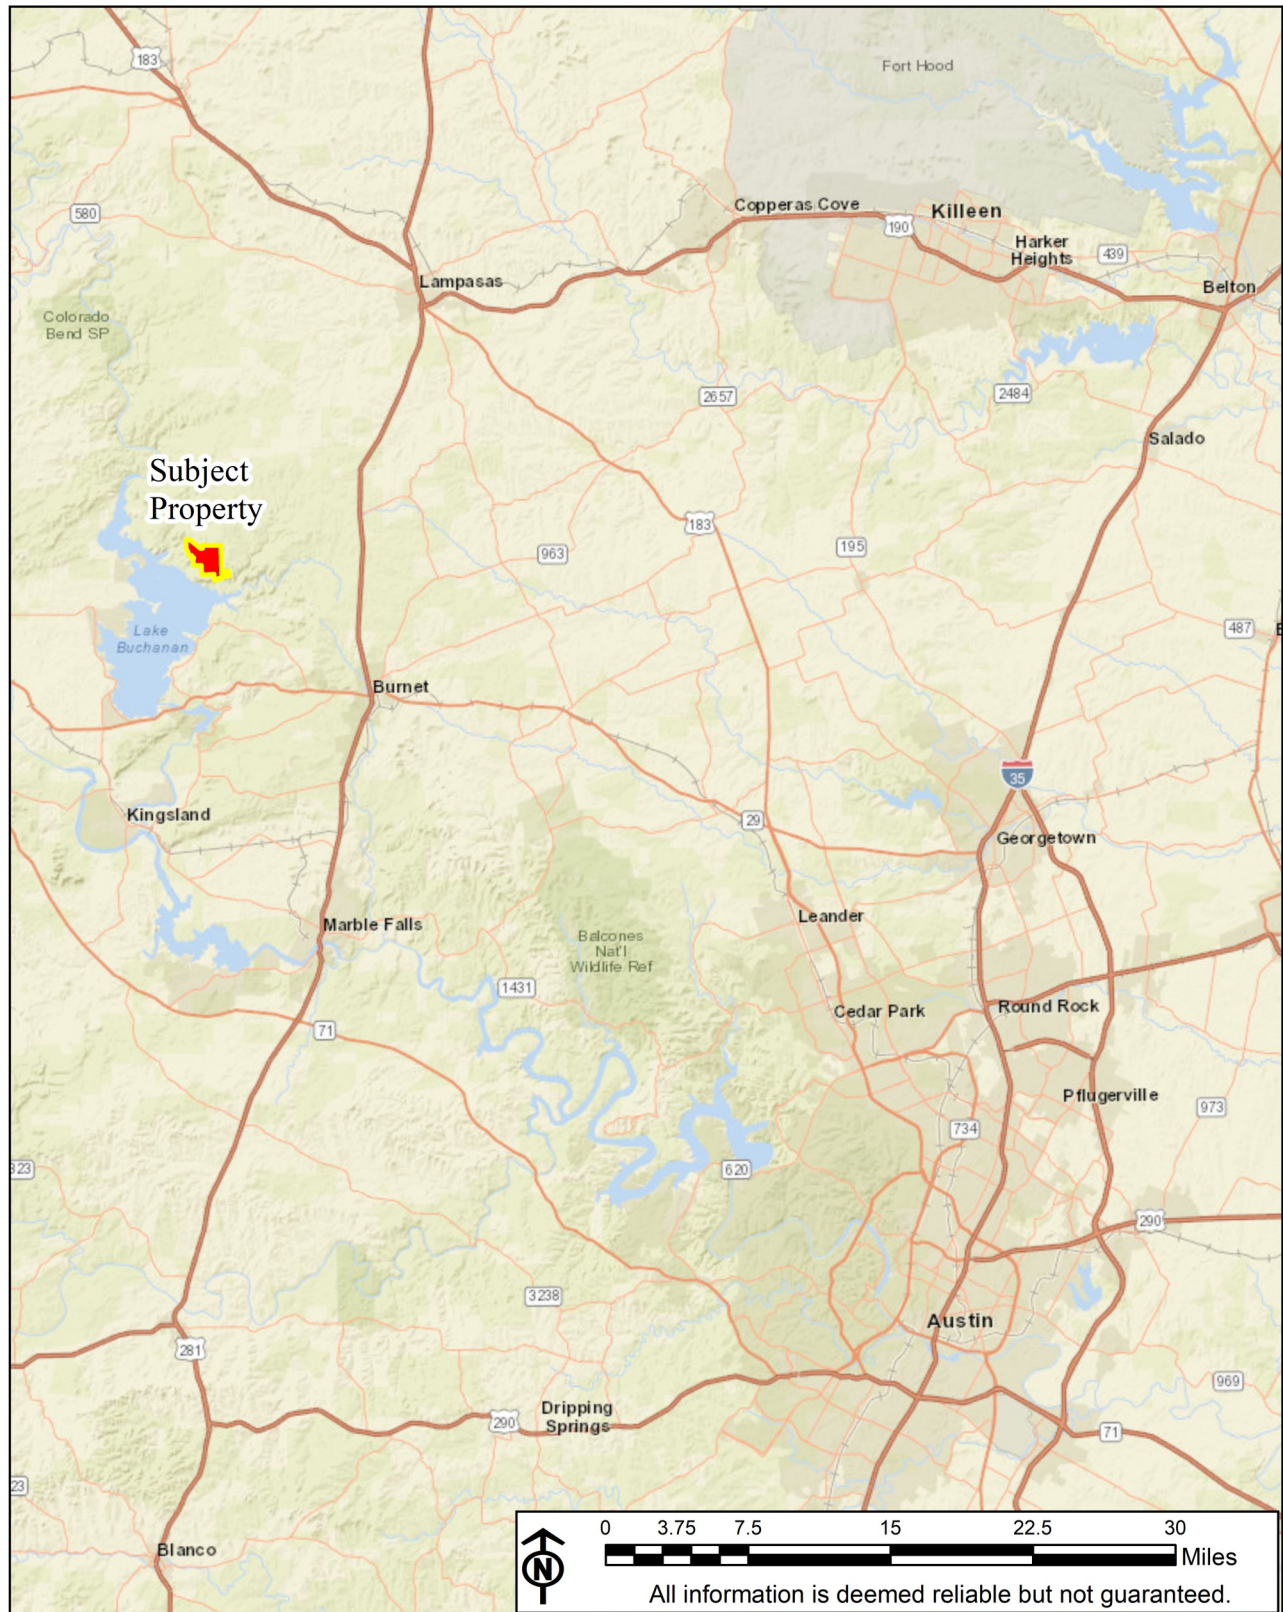 183
Fort Hood
580
Copperas Cove
Killeen
190
Harker
Heights
439
Lampasas
Belton
Colorado
Bend SP
2657
2484
Salado
Subject
Property
183
963
195
Lake
Buchanan
487
Burnet
35
Kingsland
29
Georgetown
Leander
Marble Falls
Balcones
Nat'l
Wildlife Ref
1431
Cedar Park
Round Rock
71
Pflugerville
973
734
323
620
290
3238
Austin
281
969
Dripping
Springs
290
71
23
Blanco
0 3.75 7.5 15 22.5 30
Miles
N
All information is deemed reliable but not guaranteed.